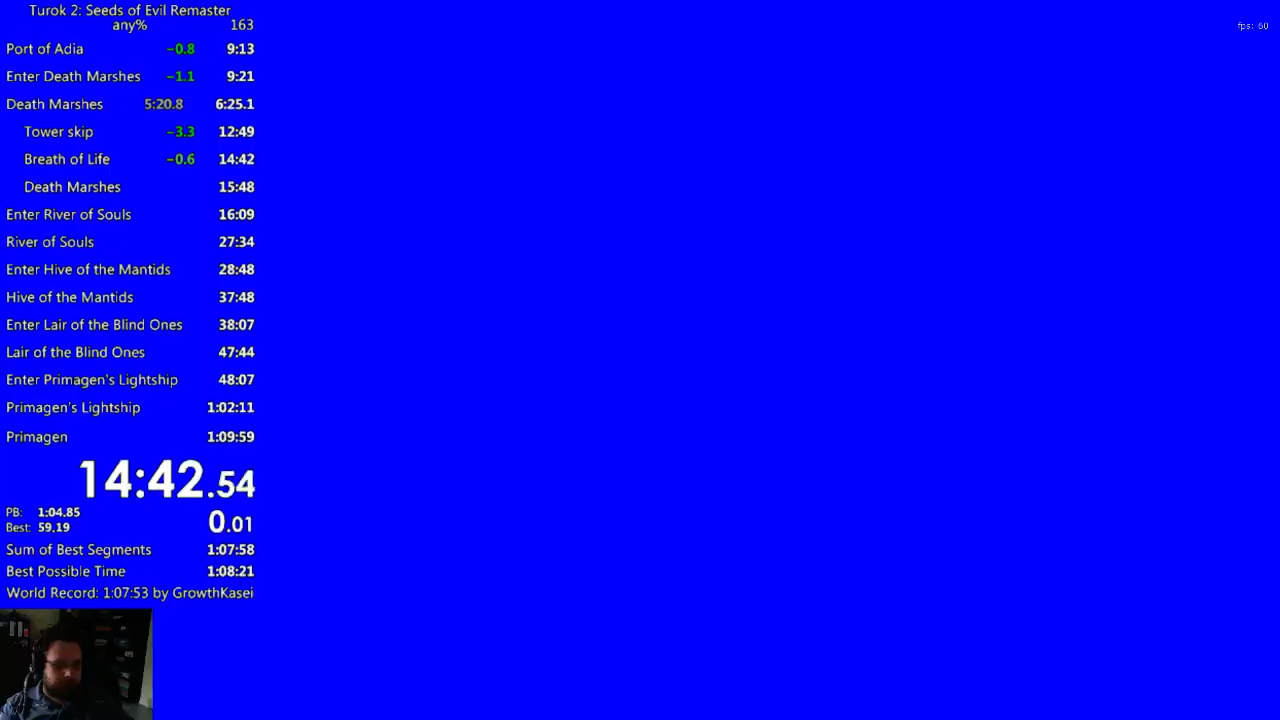 Turok 2: Seeds of Evil Remaster
any% 163
fps: 60
Port of Adia −0.8 9:13
Enter Death Marshes −1.1 9:21
Death Marshes 5:20.8 6:25.1
Tower skip −3.3 12:49
Breath of Life −0.6 14:42
Death Marshes 15:48
Enter River of Souls 16:09
River of Souls 27:34
Enter Hive of the Mantids 28:48
Hive of the Mantids 37:48
Enter Lair of the Blind Ones 38:07
Lair of the Blind Ones 47:44
Enter Primagen's Lightship 48:07
Primagen's Lightship 1:02:11
Primagen 1:09:59
14:42.54
PB: 1:04.85
Best: 59.19
0.01
Sum of Best Segments 1:07:58
Best Possible Time 1:08:21
World Record: 1:07:53 by GrowthKasei